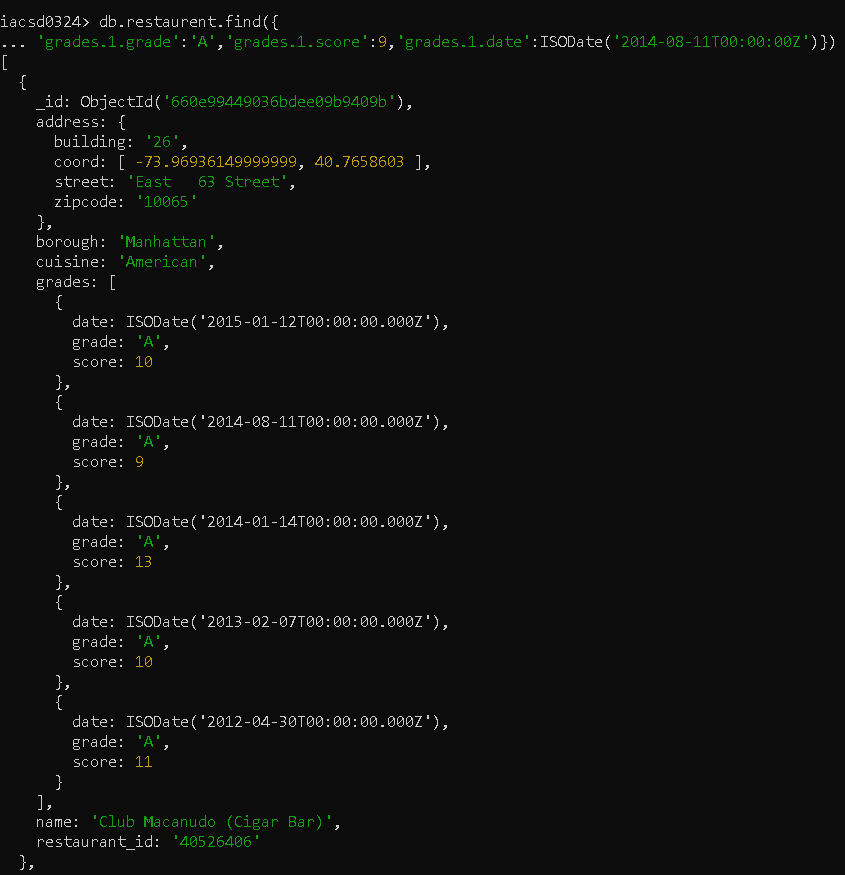 iacsd0324> db.restaurent.find({
... 'grades.1.grade':'A','grades.1.score':9,'grades.1.date':ISODate('2014-08-11T00:00:00Z')})
[
  {
    _id: ObjectId('660e99449036bdee09b9409b'),
    address: {
      building: '26',
      coord: [ -73.96936149999999, 40.7658603 ],
      street: 'East   63 Street',
      zipcode: '10065'
    },
    borough: 'Manhattan',
    cuisine: 'American',
    grades: [
      {
        date: ISODate('2015-01-12T00:00:00.000Z'),
        grade: 'A',
        score: 10
      },
      {
        date: ISODate('2014-08-11T00:00:00.000Z'),
        grade: 'A',
        score: 9
      },
      {
        date: ISODate('2014-01-14T00:00:00.000Z'),
        grade: 'A',
        score: 13
      },
      {
        date: ISODate('2013-02-07T00:00:00.000Z'),
        grade: 'A',
        score: 10
      },
      {
        date: ISODate('2012-04-30T00:00:00.000Z'),
        grade: 'A',
        score: 11
      }
    ],
    name: 'Club Macanudo (Cigar Bar)',
    restaurant_id: '40526406'
  },